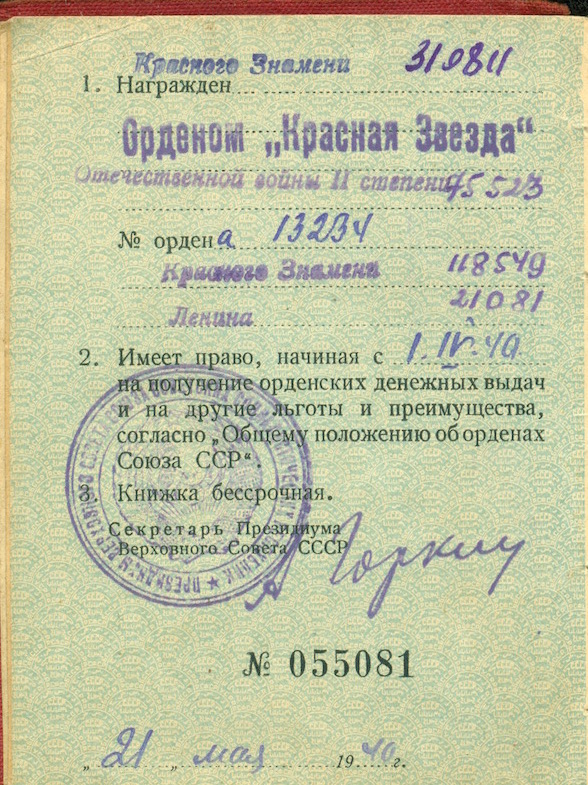 Красного Знамени 310811
1. Награжден
Орденом „Красная Звезда“
Отечественной войны II степени 45523
№ ордена 13234
Красного Знамени 118549
Ленина 21081
2. Имеет право, начиная с 1.IV.40
на получение орденских денежных выдач
и на другие льготы и преимущества,
согласно „Общему положению об орденах
Союза ССР“.
3. Книжка бессрочная.
Секретарь Президиума
Верховного Совета СССР
А Горкин
№ 055081
„21„ мая 1940 г.